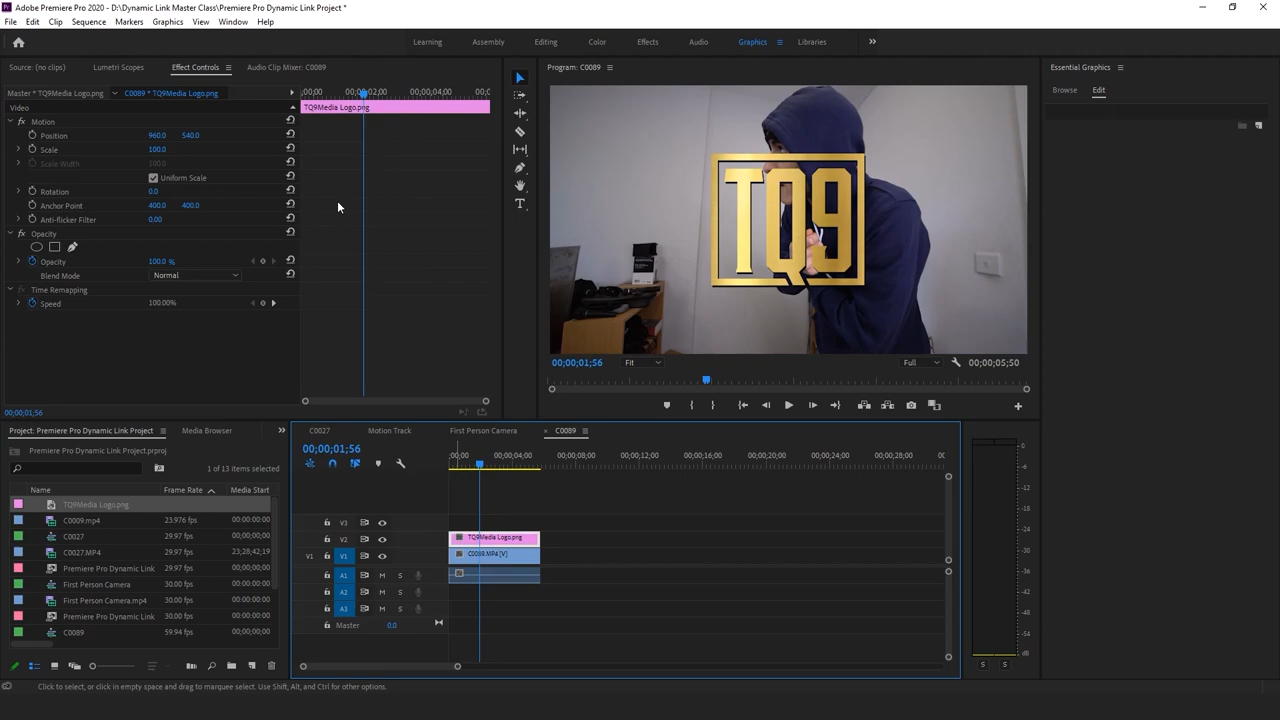 Adobe Premiere Pro 2020 - D:\Dynamic Link Master Class\Premiere Pro Dynamic Link Project *
File Edit Clip Sequence Markers Graphics View Window Help
Learning Assembly Editing Color Effects Audio Graphics Libraries
Source: (no clips) Lumetri Scopes Effect Controls Audio Clip Mixer: C0089
Program: C0089
Essential Graphics
Browse Edit
Master * TQ9Media Logo.png C0089 * TQ9Media Logo.png
Video
TQ9Media Logo.png
Motion
Position 960.0 540.0
Scale 100.0
Scale Width 100.0
Uniform Scale
Rotation 0.0
Anchor Point 400.0 400.0
Anti-flicker Filter 0.00
Opacity
Opacity 100.0 %
Blend Mode Normal
Time Remapping
Speed 100.00%
00;00;01;56
TQ9
00;00;01;56 Fit Full 00;00;05;50
Project: Premiere Pro Dynamic Link Project Media Browser
Premiere Pro Dynamic Link Project.prproj
1 of 13 items selected
Name Frame Rate Media Start
TQ9Media Logo.png
C0009.mp4 23.976 fps 00:00:00:00
C0027 29.97 fps 00;00;00;00
C0027.MP4 29.97 fps 23;28;42;19
Premiere Pro Dynamic Link 29.97 fps 00;00;00;00
First Person Camera 30.00 fps 00:00:00:00
First Person Camera.mp4 30.00 fps 00:00:00:00
Premiere Pro Dynamic Link 30.00 fps 00:00:00:00
C0089 59.94 fps 00;00;00;00
C0027 Motion Track First Person Camera C0089
00;00;01;56
;00;00 00;00;04;00 00;00;08;00 00;00;12;00 00;00;16;00 00;00;20;00 00;00;24;00 00;00;28;00
V3
V2 TQ9Media Logo.png
V1 V1 C0089.MP4 [V]
A1 M S
A2 M S
A3 M S
Master 0.0
0
-6
-12
-18
-24
-30
-36
-42
-48
-54
dB
S S
Click to select, or click in empty space and drag to marquee select. Use Shift, Alt, and Ctrl for other options.